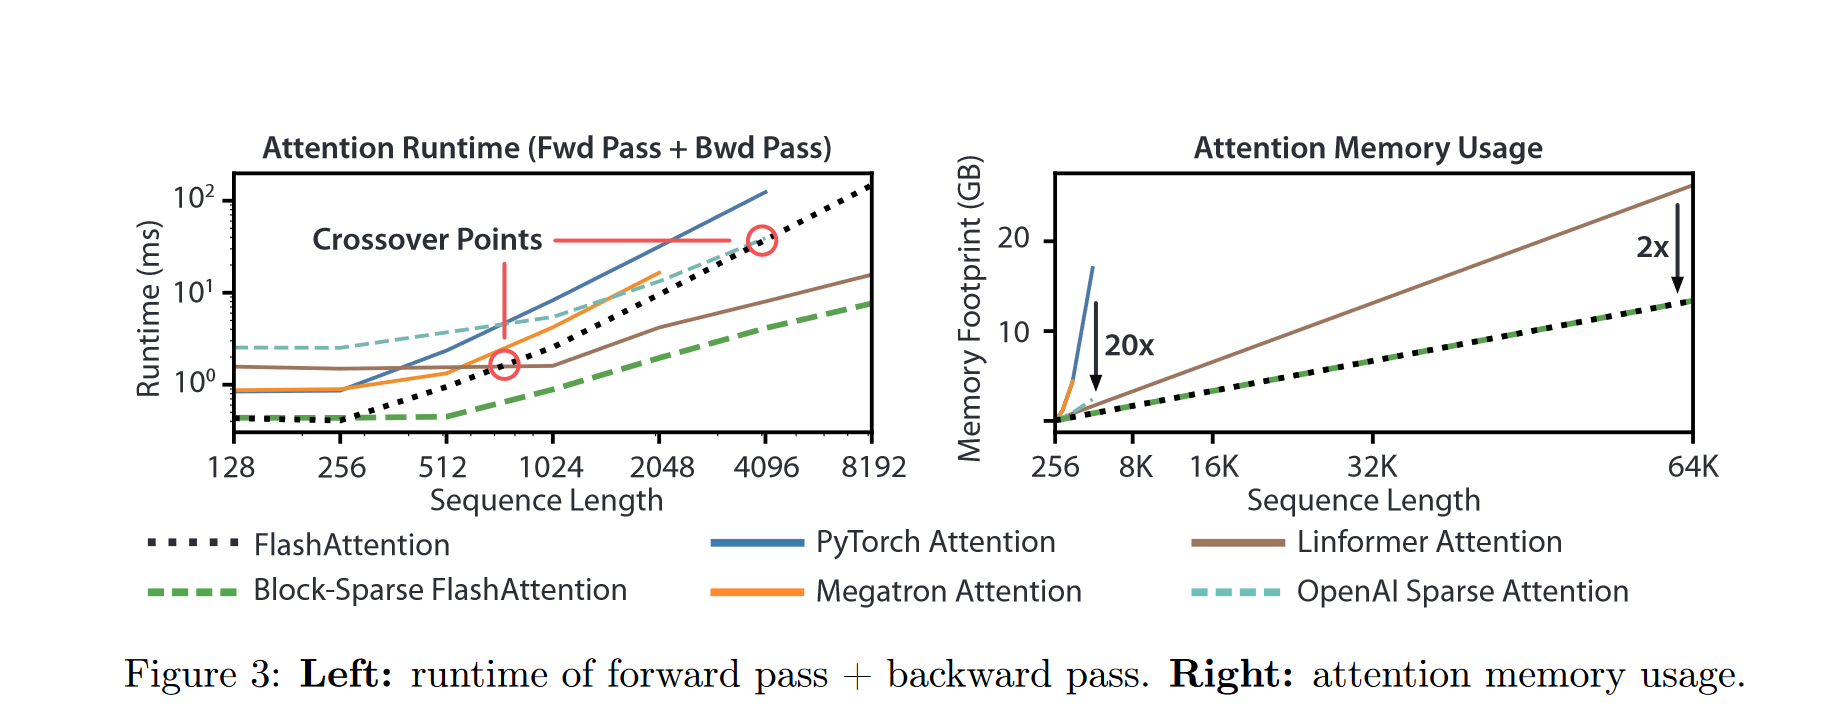 Attention Runtime (Fwd Pass + Bwd Pass)
Runtime (ms)
10²
10¹
10⁰
Crossover Points
128 256 512 1024 2048 4096 8192
Sequence Length
Attention Memory Usage
Memory Footprint (GB)
20
10
20x
2x
256 8K 16K 32K 64K
Sequence Length
FlashAttention
PyTorch Attention
Linformer Attention
Block-Sparse FlashAttention
Megatron Attention
OpenAI Sparse Attention
Figure 3: Left: runtime of forward pass + backward pass. Right: attention memory usage.